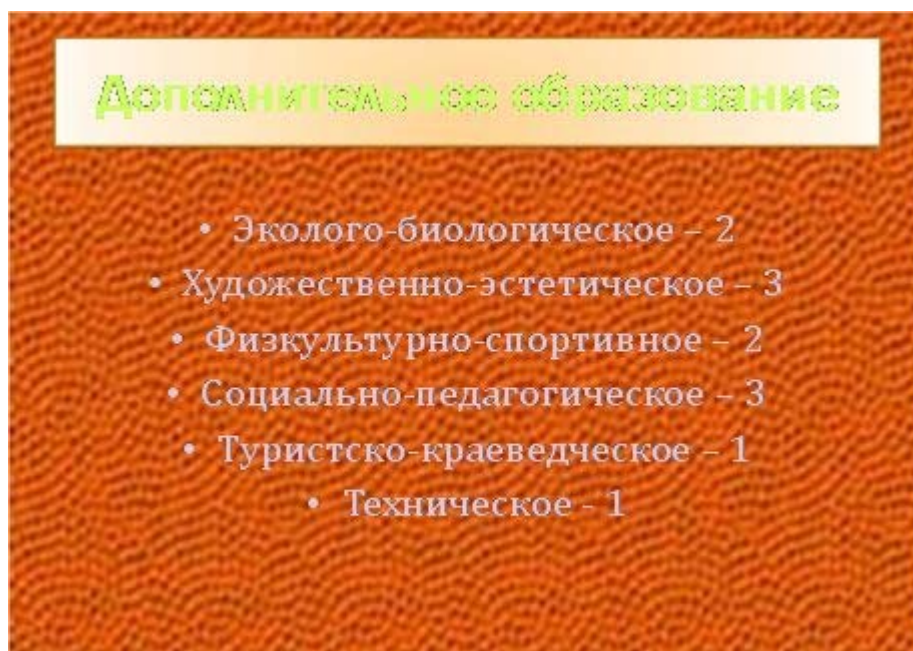 Дополнительное образование
• Эколого-биологическое – 2
• Художественно-эстетическое – 3
• Физкультурно-спортивное – 2
• Социально-педагогическое – 3
• Туристско-краеведческое – 1
• Техническое - 1